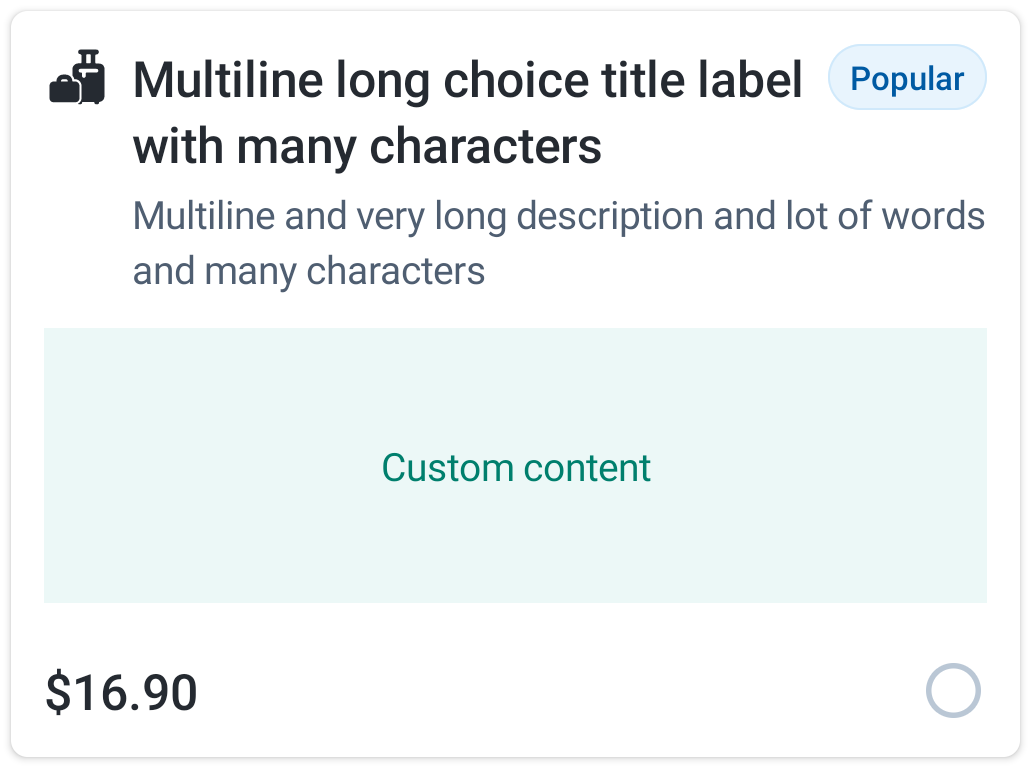 Multiline long choice title label
Popular
with many characters
Multiline and very long description and lot of words
and many characters
Custom content
$16.90